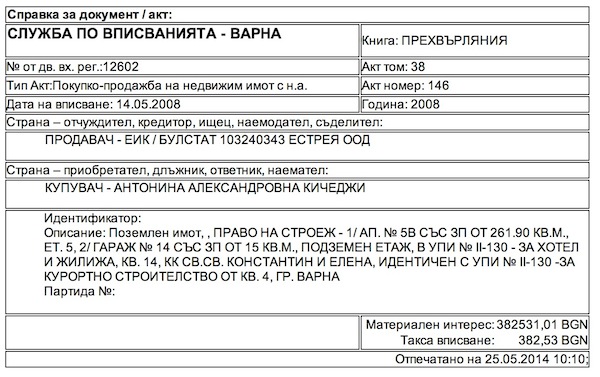 Справка за документ / акт:
СЛУЖБА ПО ВПИСВАНИЯТА - ВАРНА
Книга: ПРЕХВЪРЛЯНИЯ
№ от дв. вх. рег.:12602
Акт том: 38
Тип Акт:Покупко-продажба на недвижим имот с н.а.
Акт номер: 146
Дата на вписване: 14.05.2008
Година: 2008
Страна – отчуждител, кредитор, ищец, наемодател, съделител:
ПРОДАВАЧ - ЕИК / БУЛСТАТ 103240343 ЕСТРЕЯ ООД
Страна – приобретател, длъжник, ответник, наемател:
КУПУВАЧ - АНТОНИНА АЛЕКСАНДРОВНА КИЧЕДЖИ
Идентификатор:
Описание: Поземлен имот, , ПРАВО НА СТРОЕЖ - 1/ АП. № 5В СЪС ЗП ОТ 261.90 КВ.М.,
ЕТ. 5, 2/ ГАРАЖ № 14 СЪС ЗП ОТ 15 КВ.М., ПОДЗЕМЕН ЕТАЖ, В УПИ № II-130 - ЗА ХОТЕЛ
И ЖИЛИЖА, КВ. 14, КК СВ.СВ. КОНСТАНТИН И ЕЛЕНА, ИДЕНТИЧЕН С УПИ № II-130 -ЗА
КУРОРТНО СТРОИТЕЛСТВО ОТ КВ. 4, ГР. ВАРНА
Партида №:
Материален интерес: 382531,01 BGN
Такса вписване: 382,53 BGN
Отпечатано на 25.05.2014 10:10;